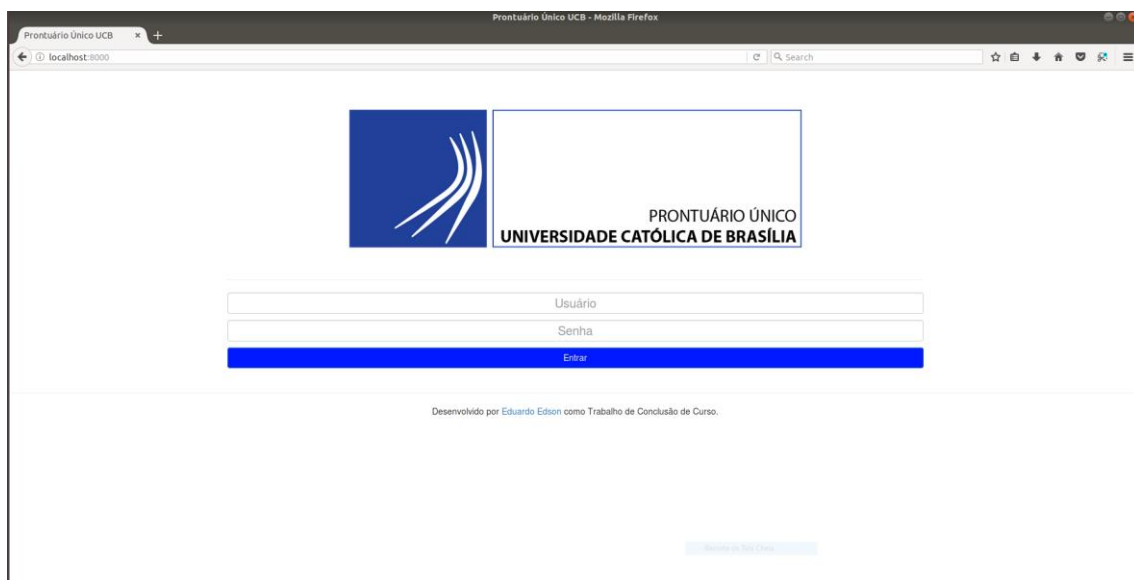 Prontuário Único UCB - Mozilla Firefox
Prontuário Único UCB
localhost:8000
Search
PRONTUÁRIO ÚNICO
UNIVERSIDADE CATÓLICA DE BRASÍLIA
Usuário
Senha
Entrar
Desenvolvido por Eduardo Edson como Trabalho de Conclusão de Curso.